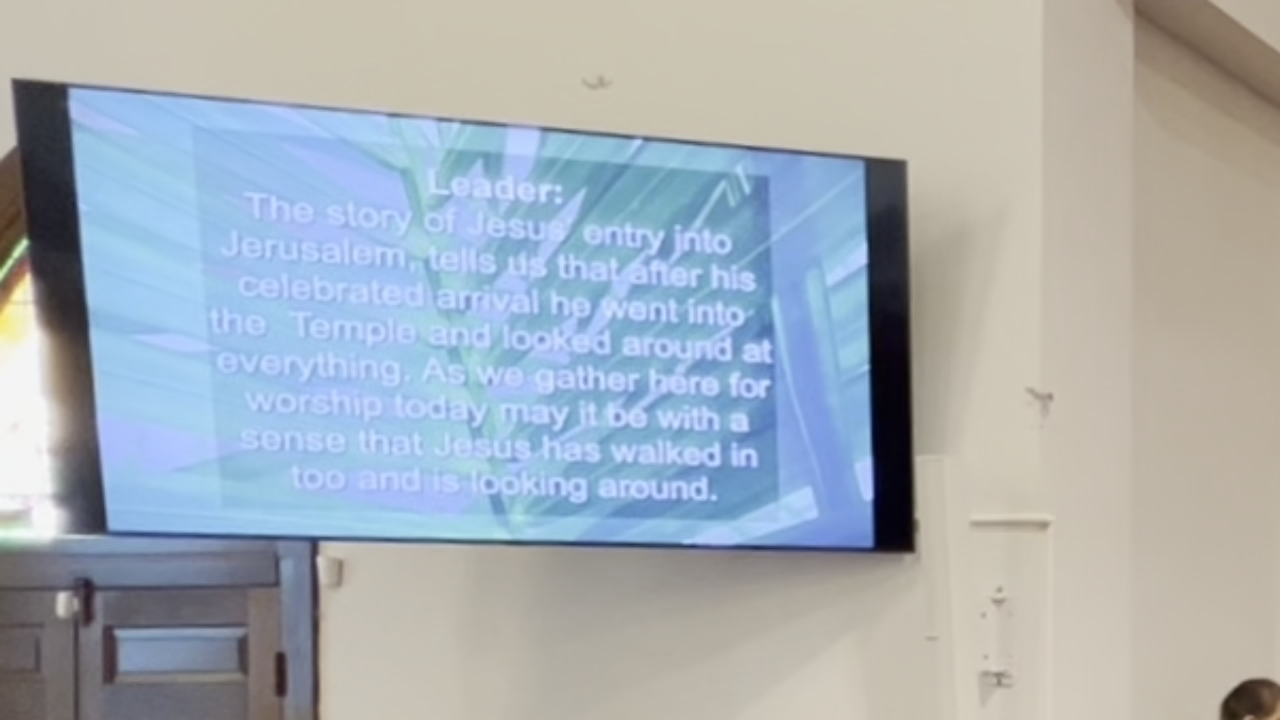 Leader:
The story of Jesus' entry into
Jerusalem, tells us that after his
celebrated arrival he went into
the Temple and looked around at
everything. As we gather here for
worship today may it be with a
sense that Jesus has walked in
too and is looking around.